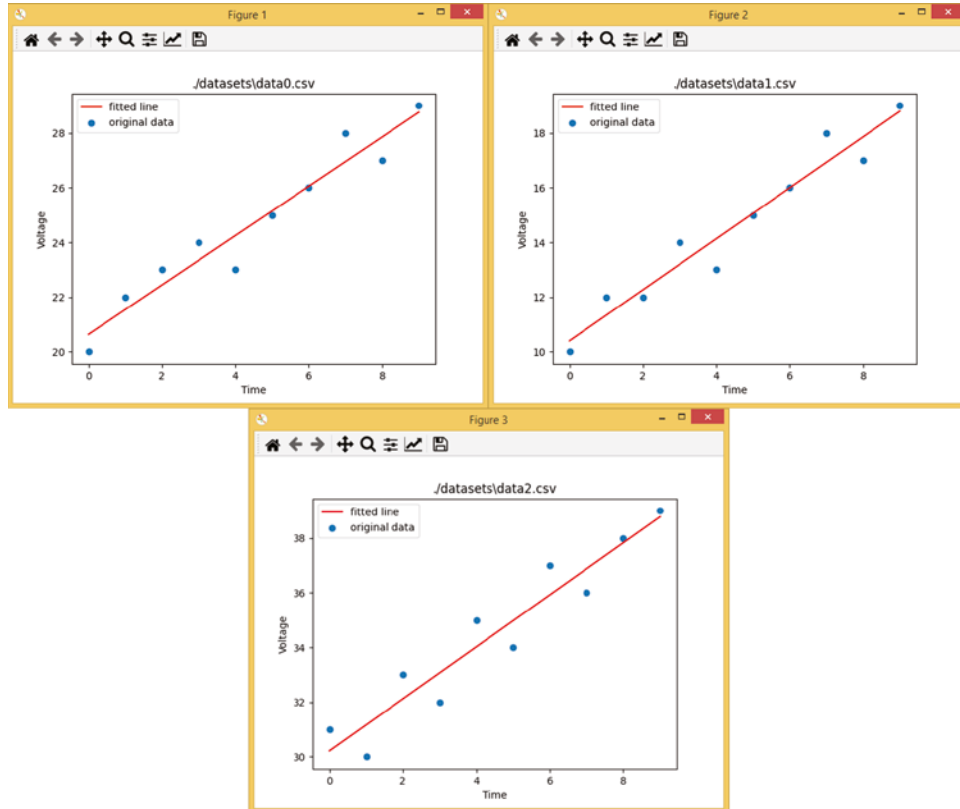 Figure 1
./datasets\data0.csv
fitted line
original data
28
26
24
22
20
Voltage
0
2
4
6
8
Time
Figure 2
./datasets\data1.csv
fitted line
original data
18
16
14
12
10
Voltage
0
2
4
6
8
Time
Figure 3
./datasets\data2.csv
fitted line
original data
38
36
34
32
30
Voltage
0
2
4
6
8
Time